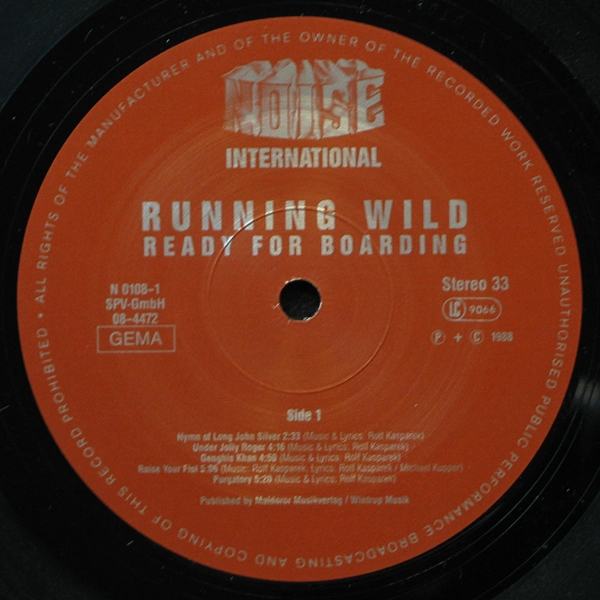 • ALL RIGHTS OF THE MANUFACTURER AND OF THE OWNER OF THE RECORDED WORK RESERVED UNAUTHORISED PUBLIC PERFORMANCE BROADCASTING AND COPYING OF THIS RECORD PROHIBITED
NOISE
INTERNATIONAL
RUNNING WILD
READY FOR BOARDING
N 0108-1
SPV-GmbH
08-4472
GEMA
Stereo 33
LC 9066
Ⓟ + Ⓒ 1988
Side 1
Hymn of Long John Silver 2:33 (Music & Lyrics: Rolf Kasparek)
Under Jolly Roger 4:16 (Music & Lyrics: Rolf Kasparek)
Genghis Khan 4:50 (Music & Lyrics: Rolf Kasparek)
Raise Your Fist 5:06 (Music: Rolf Kasparek, Lyrics: Rolf Kasparek / Michael Kupper)
Purgatory 5:20 (Music & Lyrics: Rolf Kasparek)
Published by Maldoror Musikverlag / Wintrup Musik